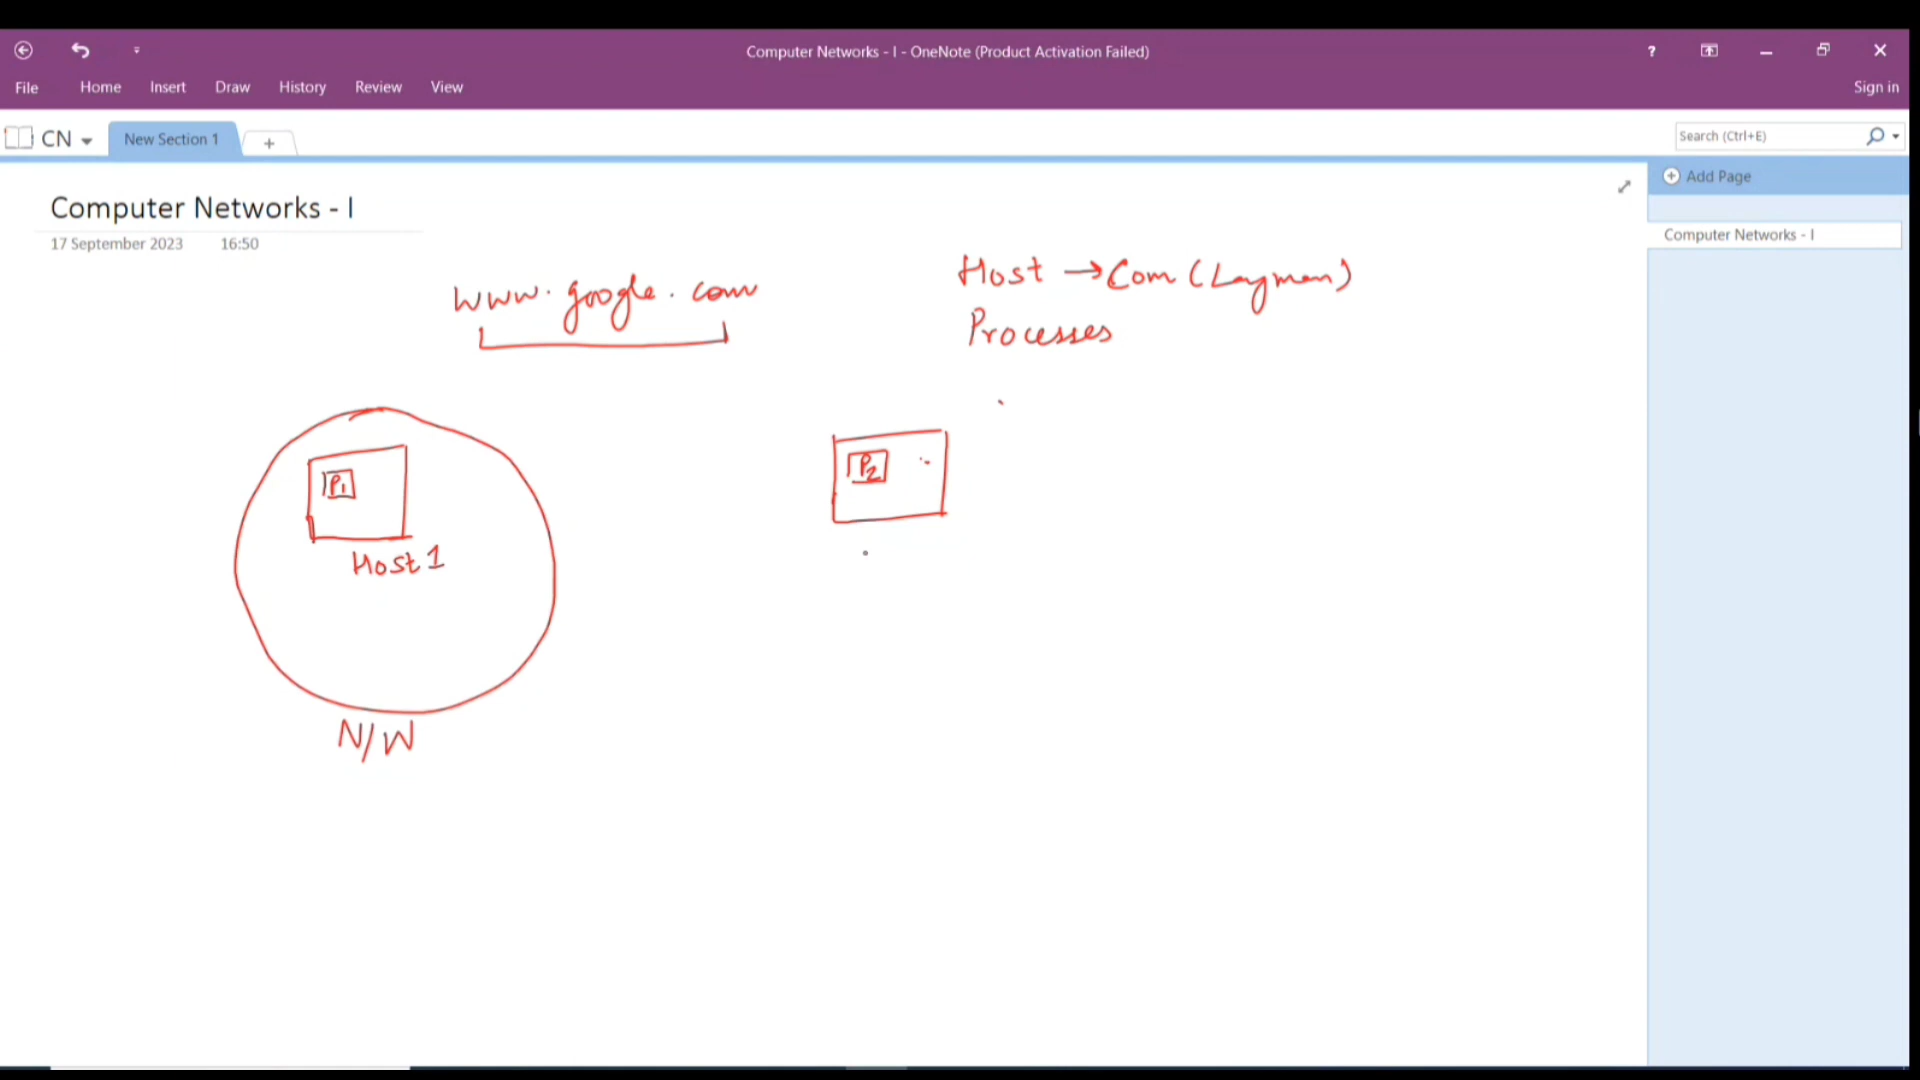 Computer Networks - I - OneNote (Product Activation Failed)
?
File Home Insert Draw History Review View
Sign in
CN New Section 1 +
Search (Ctrl+E)
Add Page
Computer Networks - I
17 September 2023 16:50
Computer Networks - I
www.google.com
Host → Com (Layman)
Processes
P1
Host 1
N/W
P2